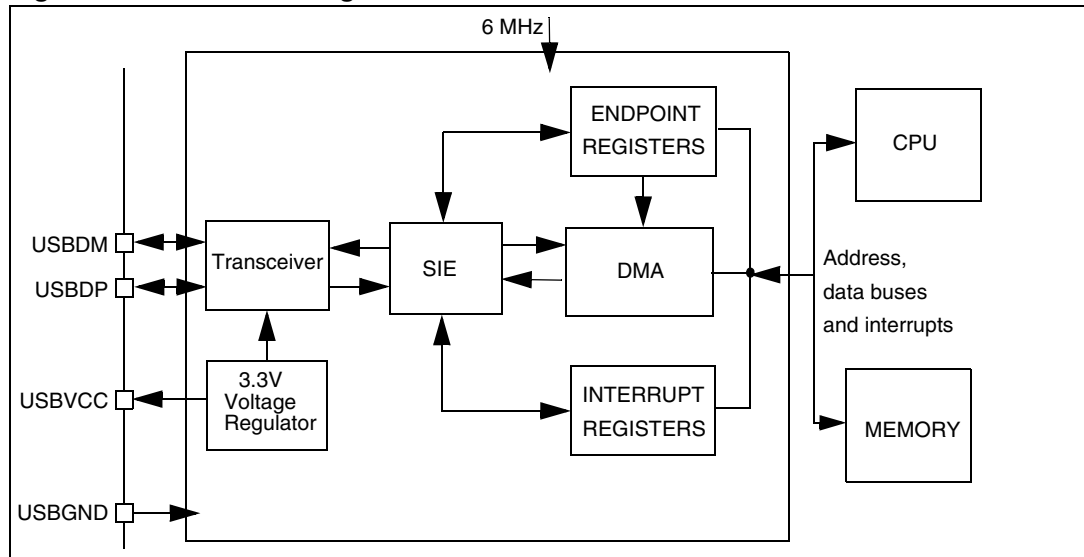 6 MHz
ENDPOINT
REGISTERS
CPU
USBDM
Transceiver
SIE
DMA
USBDP
Address,
data buses
and interrupts
3.3V
Voltage
Regulator
USBVCC
INTERRUPT
REGISTERS
MEMORY
USBGND